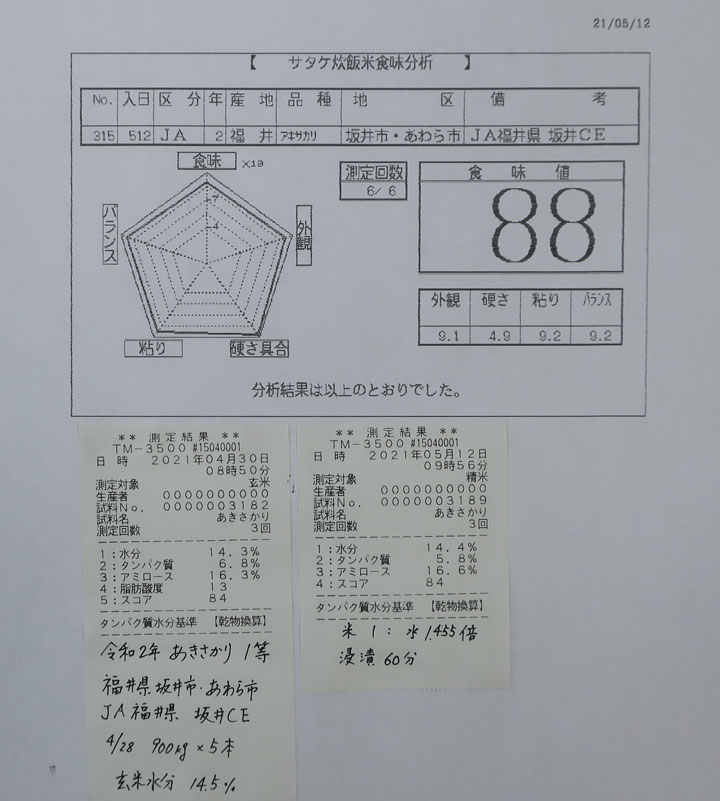 21/05/12
【 サタケ炊飯米食味分析 】
No. 入日 区 分 年 産 地 品 種 地 区 備 考
315 512 JA 2 福 井 アキサカリ 坂井市・あわら市 JA福井県 坂井CE
食味 ×10
7
4
バランス
外観
粘り
硬さ具合
測定回数
6/ 6
食 味 値
88
外観 硬さ 粘り バランス
9.1 4.9 9.2 9.2
分析結果は以上のとおりでした。
** 測定結果 **
TM-3500 #15040001
日 時 2021年04月30日
08時50分
測定対象 玄米
生産者 0000000000
試料No. 0000003182
試料名 あきさかり
測定回数 3回
1:水分 14.3%
2:タンパク質 6.8%
3:アミロース 16.3%
4:脂肪酸度 13
5:スコア 84
タンパク質水分基準 【乾物換算】
令和2年 あきさかり 1等
福井県坂井市・あわら市
JA福井県 坂井CE
4/28 900kg×5本
玄米水分 14.5%
** 測定結果 **
TM-3500 #15040001
日 時 2021年05月12日
09時56分
測定対象 精米
生産者 0000000000
試料No. 0000003189
試料名 あきさかり
測定回数 3回
1:水分 14.4%
2:タンパク質 5.8%
3:アミロース 16.6%
4:スコア 84
タンパク質水分基準 【乾物換算】
米 1: 水 1.455倍
浸漬 60分